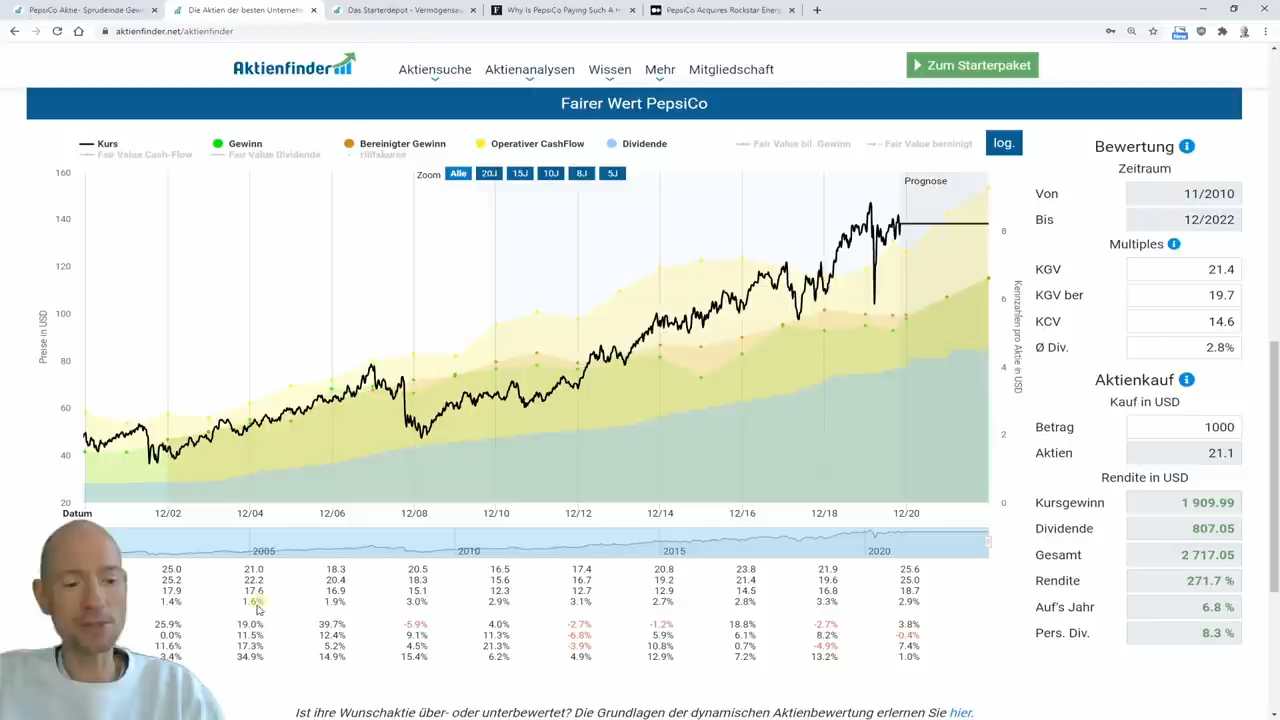 PepsiCo Aktie- Sprudelnde Gew
Die Aktien der besten Unterneh
Das Starterdepot - Vermögensau
Why Is PepsiCo Paying Such A H
PepsiCo Acquires Rockstar Energ
aktienfinder.net/aktienfinder
New
Aktienfinder
Aktiensuche Aktienanalysen Wissen Mehr Mitgliedschaft
Zum Starterpaket
Fairer Wert PepsiCo
Kurs Gewinn Bereinigter Gewinn Operativer CashFlow Dividende Fair Value bil. Gewinn Fair Value bereinigt
log.
Fair Value Cash-Flow Fair Value Dividende Hilfskurse
Zoom Alle 20J 15J 10J 8J 5J
Prognose
160
140
120
100
80
60
40
20
Preise in USD
8
6
4
2
0
Kennzahlen pro Aktie in USD
Datum 12/02 12/04 12/06 12/08 12/10 12/12 12/14 12/16 12/18 12/20
2005 2010 2015 2020
25.0 21.0 18.3 20.5 16.5 17.4 20.8 23.8 21.9 25.6
25.2 22.2 20.4 18.3 15.6 16.7 19.2 21.4 19.6 25.0
17.9 17.6 16.9 15.1 12.3 12.7 12.9 14.5 16.8 18.7
1.4% 1.6% 1.9% 3.0% 2.9% 3.1% 2.7% 2.8% 3.3% 2.9%
25.9% 19.0% 39.7% -5.9% 4.0% -2.7% -1.2% 18.8% -2.7% 3.8%
0.0% 11.5% 12.4% 9.1% 11.3% -6.8% 5.9% 6.1% 8.2% -0.4%
11.6% 17.3% 5.2% 4.5% 21.3% -3.9% 10.8% 0.7% -4.9% 7.4%
3.4% 34.9% 14.9% 15.4% 6.2% 4.9% 12.9% 7.2% 13.2% 1.0%
Bewertung
Zeitraum
Von 11/2010
Bis 12/2022
Multiples
KGV 21.4
KGV ber 19.7
KCV 14.6
Ø Div. 2.8%
Aktienkauf
Kauf in USD
Betrag 1000
Aktien 21.1
Rendite in USD
Kursgewinn 1 909.99
Dividende 807.05
Gesamt 2 717.05
Rendite 271.7 %
Auf's Jahr 6.8 %
Pers. Div. 8.3 %
Ist ihre Wunschaktie über- oder unterbewertet? Die Grundlagen der dynamischen Aktienbewertung erlernen Sie hier.